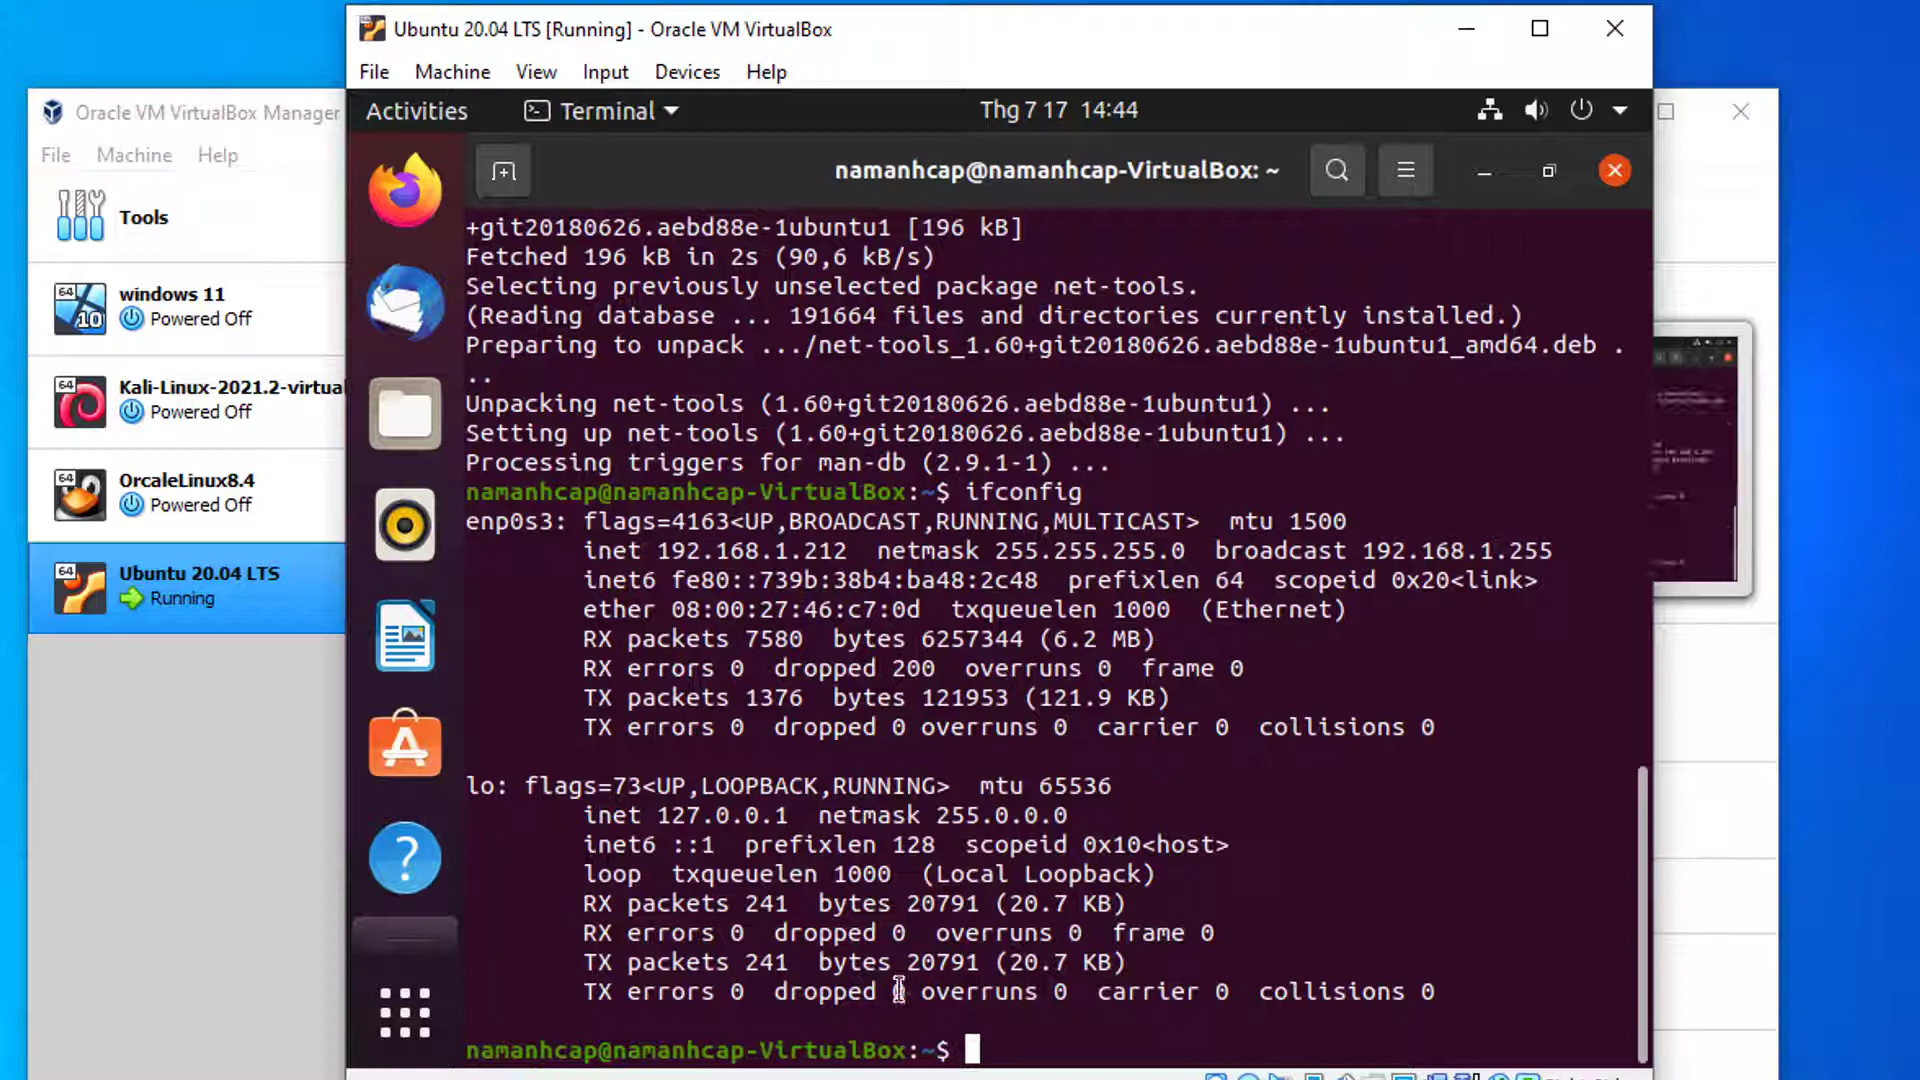 Ubuntu 20.04 LTS [Running] - Oracle VM VirtualBox
File Machine View Input Devices Help
Activities Terminal Thg 7 17 14:44
namanhcap@namanhcap-VirtualBox: ~
Oracle VM VirtualBox Manager
File Machine Help
Tools
64
10
windows 11
Powered Off
64
Kali-Linux-2021.2-virtual
Powered Off
64
OrcaleLinux8.4
Powered Off
64
Ubuntu 20.04 LTS
Running
+git20180626.aebd88e-1ubuntu1 [196 kB]
Fetched 196 kB in 2s (90,6 kB/s)
Selecting previously unselected package net-tools.
(Reading database ... 191664 files and directories currently installed.)
Preparing to unpack .../net-tools_1.60+git20180626.aebd88e-1ubuntu1_amd64.deb .
..
Unpacking net-tools (1.60+git20180626.aebd88e-1ubuntu1) ...
Setting up net-tools (1.60+git20180626.aebd88e-1ubuntu1) ...
Processing triggers for man-db (2.9.1-1) ...
namanhcap@namanhcap-VirtualBox:~$ ifconfig
enp0s3: flags=4163<UP,BROADCAST,RUNNING,MULTICAST>  mtu 1500
inet 192.168.1.212  netmask 255.255.255.0  broadcast 192.168.1.255
inet6 fe80::739b:38b4:ba48:2c48  prefixlen 64  scopeid 0x20<link>
ether 08:00:27:46:c7:0d  txqueuelen 1000  (Ethernet)
RX packets 7580  bytes 6257344 (6.2 MB)
RX errors 0  dropped 200  overruns 0  frame 0
TX packets 1376  bytes 121953 (121.9 KB)
TX errors 0  dropped 0 overruns 0  carrier 0  collisions 0
lo: flags=73<UP,LOOPBACK,RUNNING>  mtu 65536
inet 127.0.0.1  netmask 255.0.0.0
inet6 ::1  prefixlen 128  scopeid 0x10<host>
loop  txqueuelen 1000  (Local Loopback)
RX packets 241  bytes 20791 (20.7 KB)
RX errors 0  dropped 0  overruns 0  frame 0
TX packets 241  bytes 20791 (20.7 KB)
TX errors 0  dropped 0 overruns 0  carrier 0  collisions 0
namanhcap@namanhcap-VirtualBox:~$